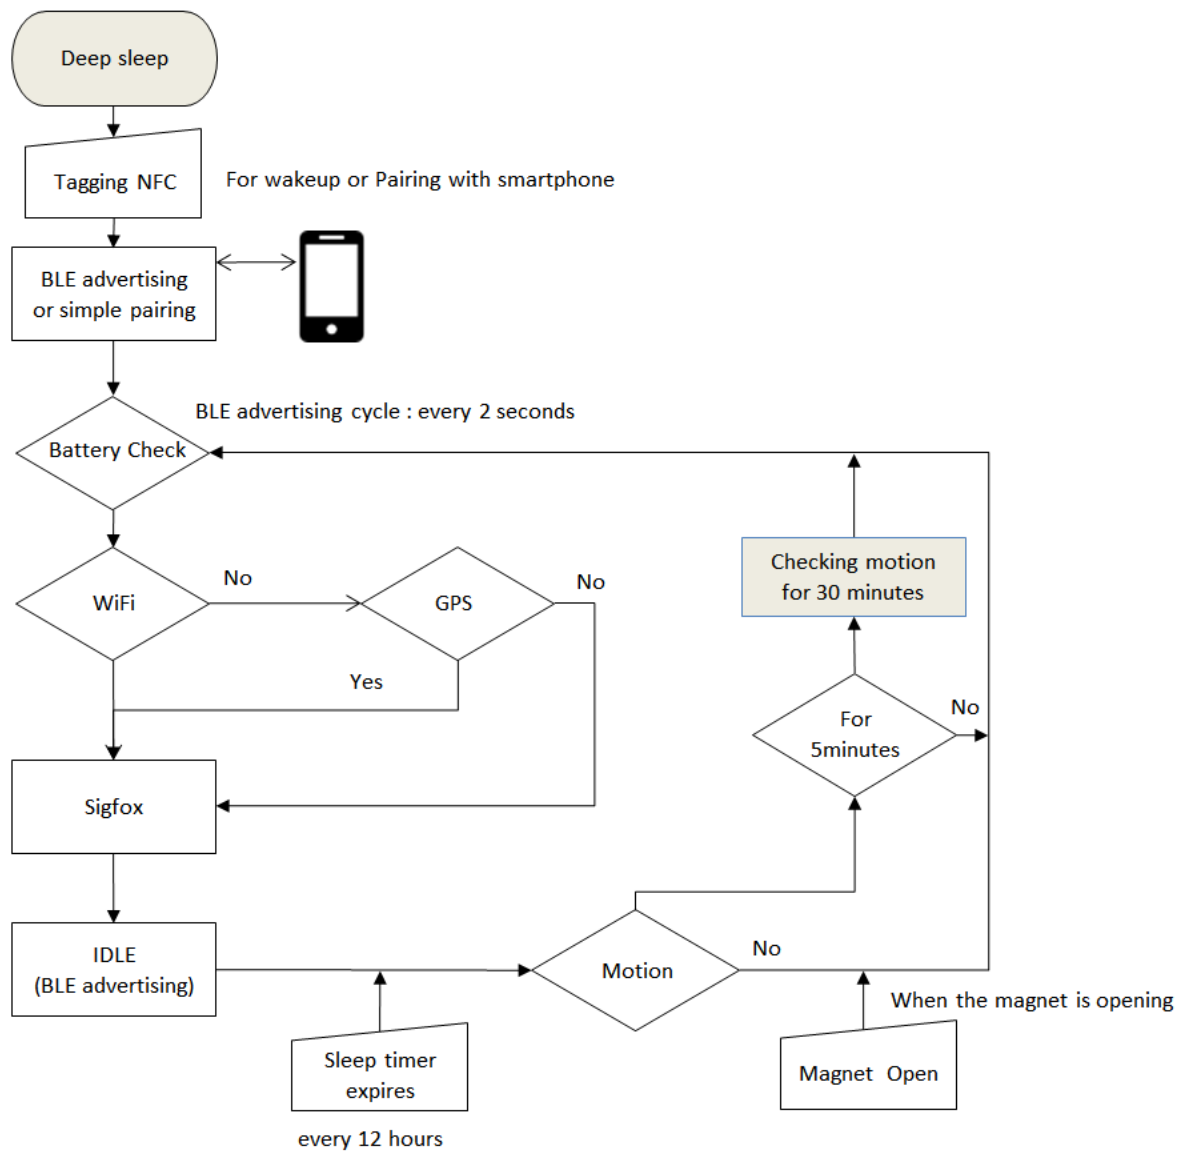 Deep sleep
Tagging NFC
For wakeup or Pairing with smartphone
BLE advertising
or simple pairing
BLE advertising cycle : every 2 seconds
Battery Check
WiFi
No
GPS
No
Yes
Checking motion
for 30 minutes
For
5minutes
No
Sigfox
IDLE
(BLE advertising)
Motion
No
When the magnet is opening
Sleep timer
expires
every 12 hours
Magnet Open